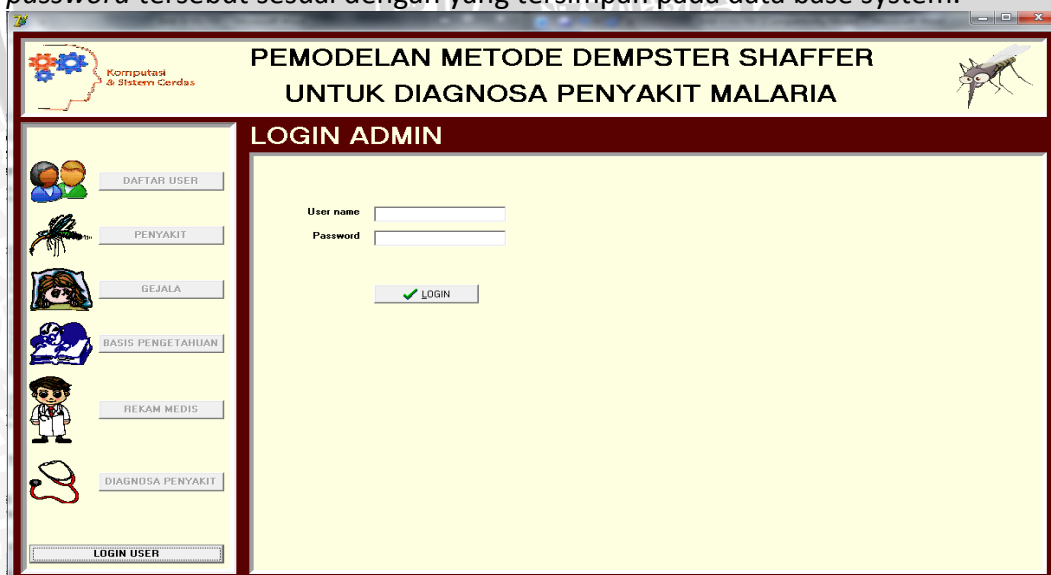 password tersebut sesuai dengan yang tersimpan pada data base system.
Komputasi
& Sistem Cerdas
PEMODELAN METODE DEMPSTER SHAFFER
UNTUK DIAGNOSA PENYAKIT MALARIA
LOGIN ADMIN
DAFTAR USER
PENYAKIT
GEJALA
BASIS PENGETAHUAN
REKAM MEDIS
DIAGNOSA PENYAKIT
LOGIN USER
User name
Password
LOGIN